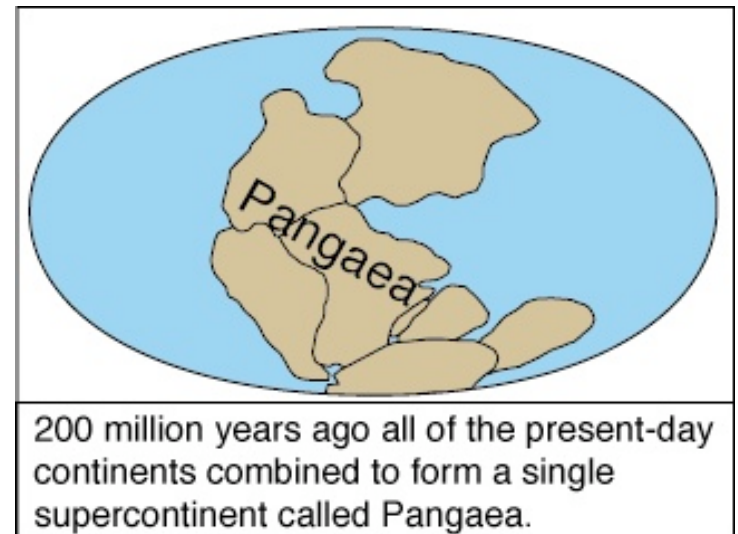 Pangaea
200 million years ago all of the present-day
continents combined to form a single
supercontinent called Pangaea.